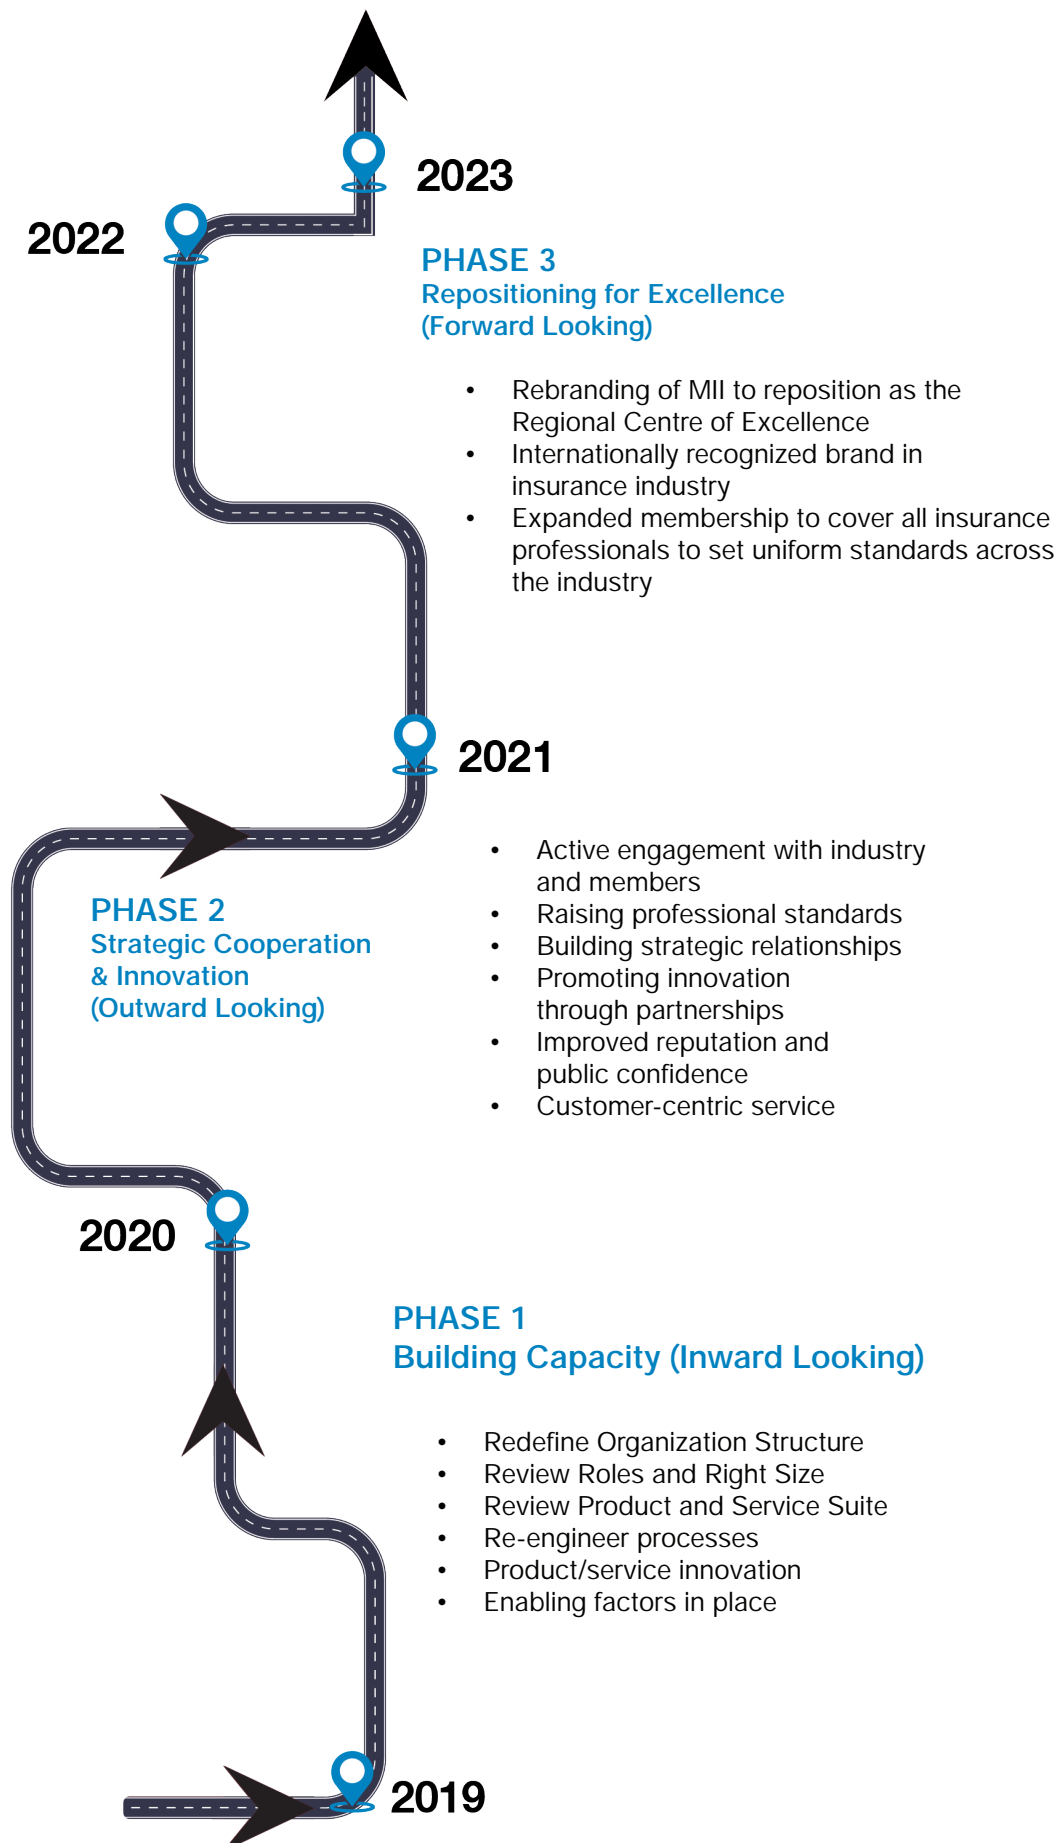 2023
2022
PHASE 3
Repositioning for Excellence
(Forward Looking)
• Rebranding of MII to reposition as the
Regional Centre of Excellence
• Internationally recognized brand in
insurance industry
• Expanded membership to cover all insurance
professionals to set uniform standards across
the industry
2021
PHASE 2
Strategic Cooperation
& Innovation
(Outward Looking)
• Active engagement with industry
and members
• Raising professional standards
• Building strategic relationships
• Promoting innovation
through partnerships
• Improved reputation and
public confidence
• Customer-centric service
2020
PHASE 1
Building Capacity (Inward Looking)
• Redefine Organization Structure
• Review Roles and Right Size
• Review Product and Service Suite
• Re-engineer processes
• Product/service innovation
• Enabling factors in place
2019